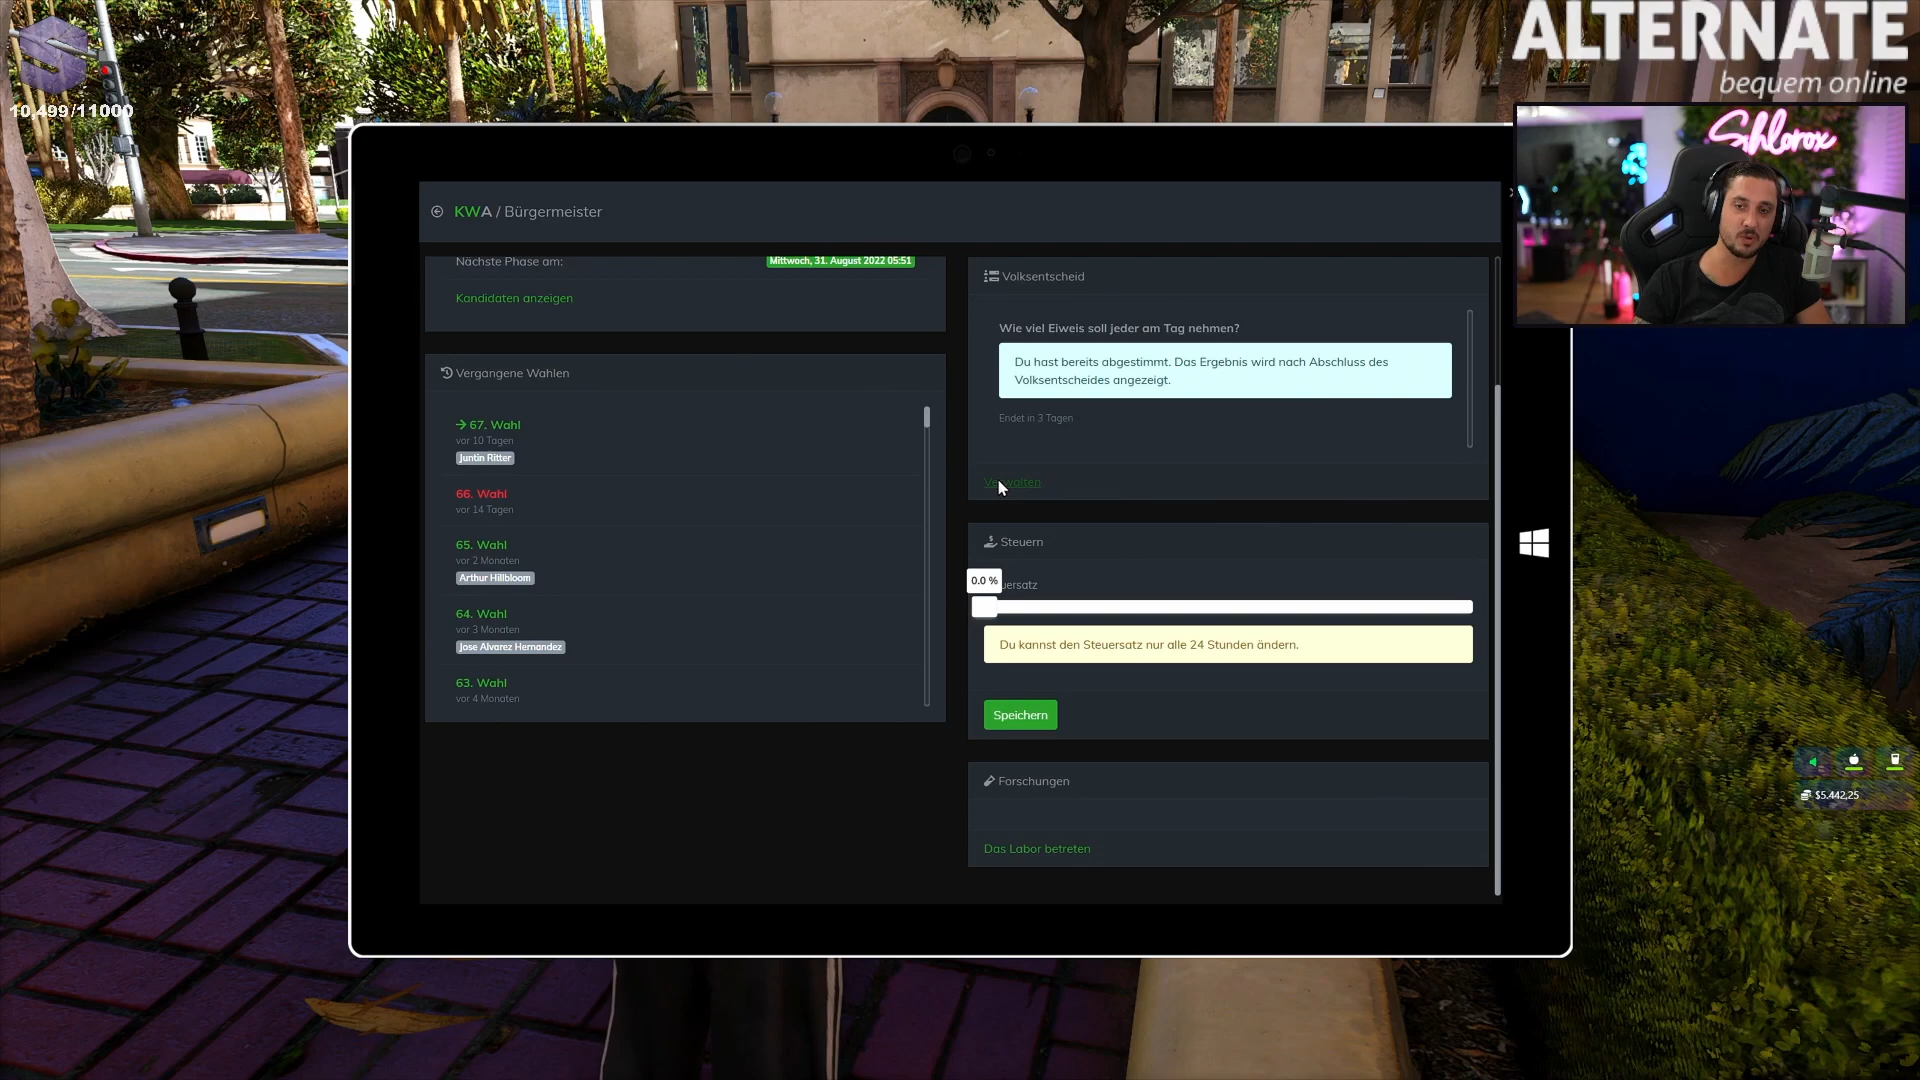 10,499/11000
ALTERNATE
bequem online
Shlorox
KWA / Bürgermeister
Nächste Phase am:
Mittwoch, 31. August 2022 05:51
Kandidaten anzeigen
Vergangene Wahlen
67. Wahl
vor 10 Tagen
Juntin Ritter
66. Wahl
vor 14 Tagen
65. Wahl
vor 2 Monaten
Arthur Hillbloom
64. Wahl
vor 3 Monaten
Jose Alvarez Hernandez
63. Wahl
vor 4 Monaten
Volksentscheid
Wie viel Eiweis soll jeder am Tag nehmen?
Du hast bereits abgestimmt. Das Ergebnis wird nach Abschluss des
Volksentscheides angezeigt.
Endet in 3 Tagen
Verwalten
Steuern
0.0 %
uersatz
Du kannst den Steuersatz nur alle 24 Stunden ändern.
Speichern
Forschungen
Das Labor betreten
$5.442,25